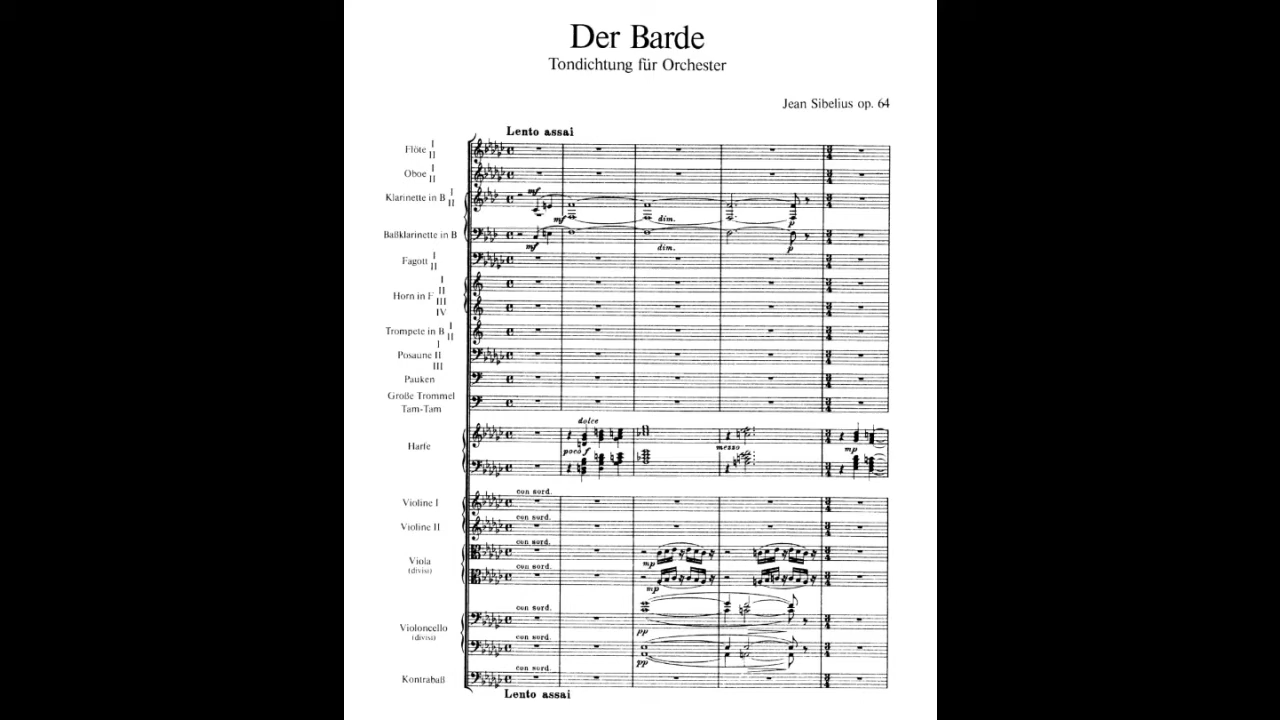 Der Barde
Tondichtung für Orchester
Jean Sibelius op. 64
Lento assai
Flöte I II
Oboe I II
Klarinette in B I II
mf
mf
dim.
p
Baßklarinette in B
mf
dim.
p
Fagott I II
Horn in F I II III IV
Trompete in B I II
Posaune I II III
Pauken
Große Trommel
Tam-Tam
dolce
Harfe
poco f
mezzo
mp
con sord.
Violine I
con sord.
Violine II
con sord.
Viola
(divisi)
mp
con sord.
mp
con sord.
Violoncello
(divisi)
pp
con sord.
pp
con sord.
Kontrabaß
Lento assai